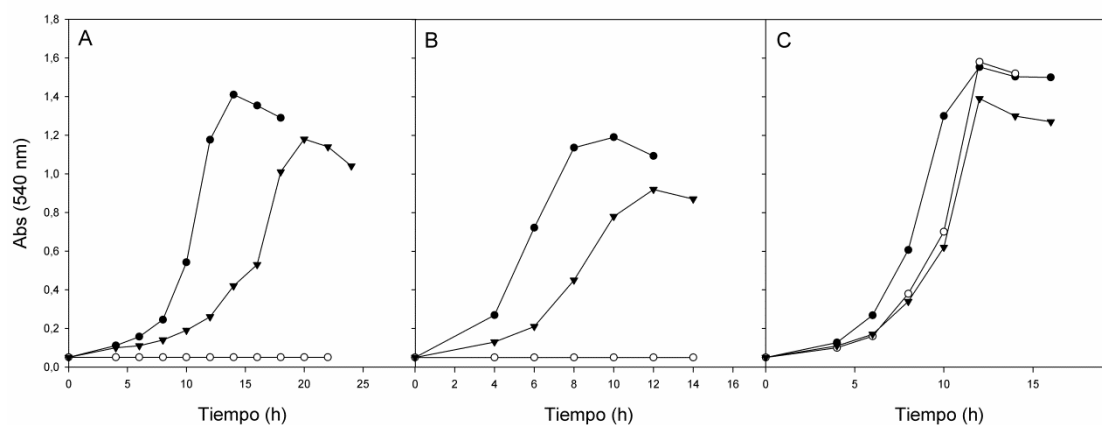 A
B
C
Abs (540 nm)
1,8
1,6
1,4
1,2
1,0
0,8
0,6
0,4
0,2
0,0
0 5 10 15 20 25
0 2 4 6 8 10 12 14 16
0 5 10 15
Tiempo (h)
Tiempo (h)
Tiempo (h)